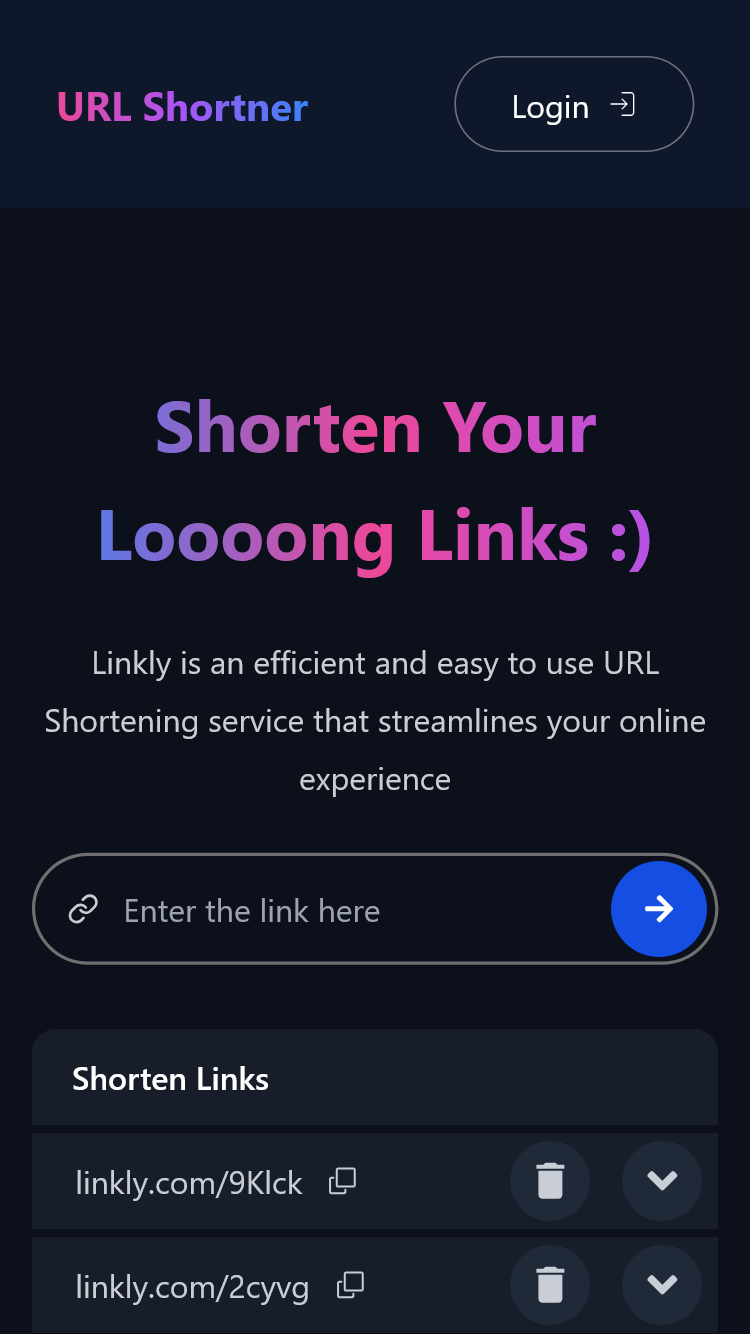 URL Shortner
Login
Shorten Your
Loooong Links :)
Linkly is an efficient and easy to use URL
Shortening service that streamlines your online
experience
Enter the link here
Shorten Links
linkly.com/9Klck
linkly.com/2cyvg